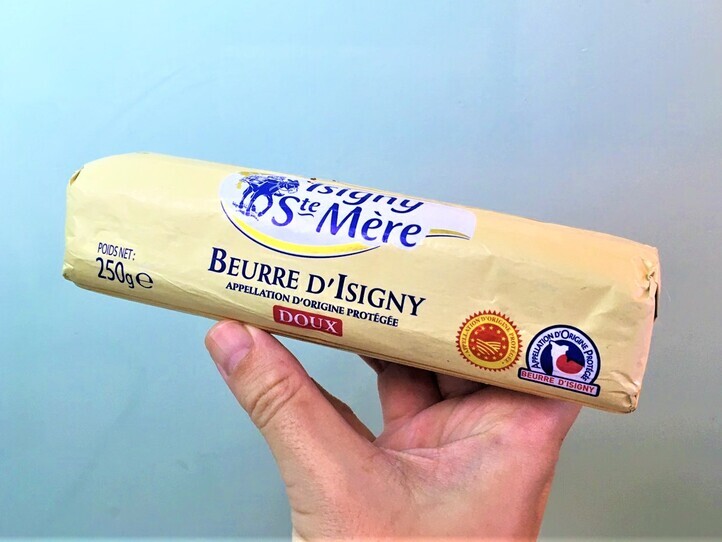 Isigny
Ste Mère
POIDS NET:
250g e
BEURRE D'ISIGNY
APPELLATION D'ORIGINE PROTÉGÉE
DOUX
APPELLATION D'ORIGINE PROTÉGÉE
APPELLATION D'ORIGINE PROTÉGÉE
BEURRE D'ISIGNY